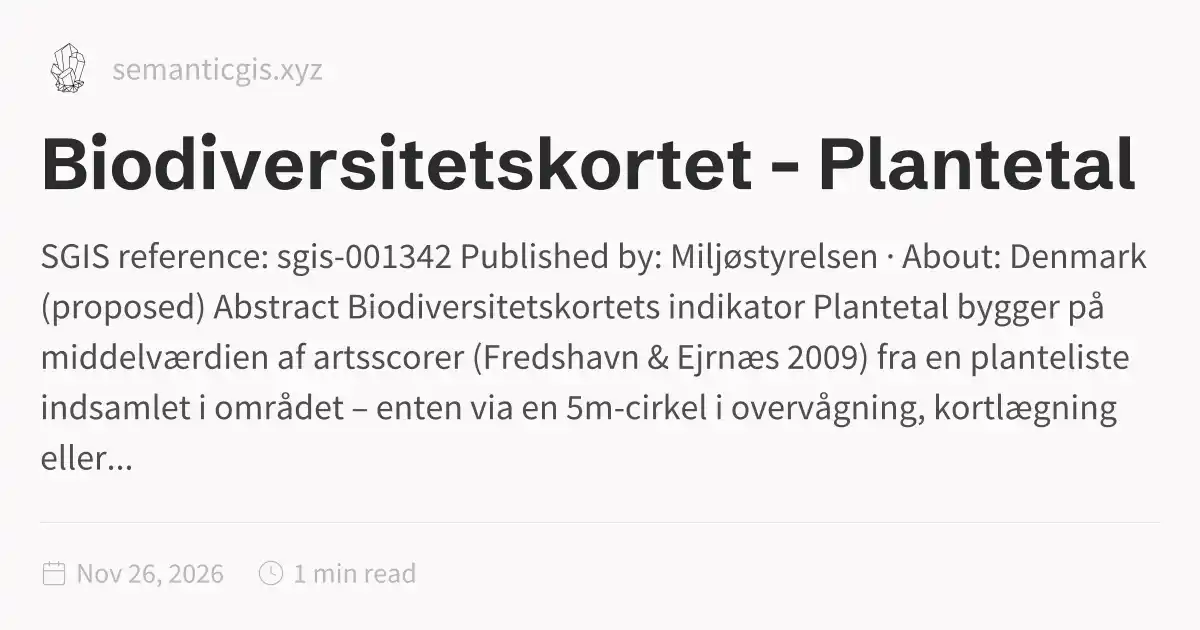 semanticgis.xyz
Biodiversitetskortet - Plantetal
SGIS reference: sgis-001342 Published by: Miljøstyrelsen · About: Denmark
(proposed) Abstract Biodiversitetskortets indikator Plantetal bygger på
middelværdien af artsscorer (Fredshavn & Ejrnæs 2009) fra en planteliste
indsamlet i området – enten via en 5m-cirkel i overvågning, kortlægning
eller...
Nov 26, 2026 1 min read